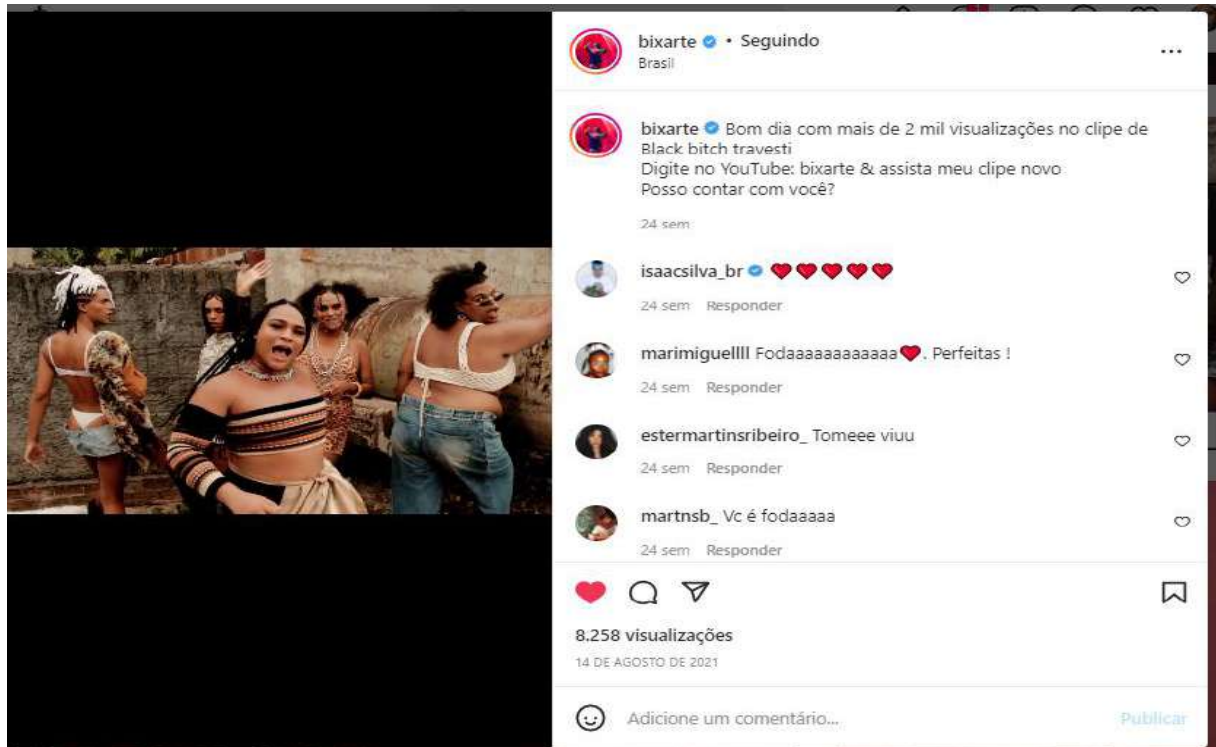 bixarte • Seguindo
Brasil
bixarte Bom dia com mais de 2 mil visualizações no clipe de
Black bitch travesti
Digite no YouTube: bixarte & assista meu clipe novo
Posso contar com você?
24 sem
isaacsilva_br ❤❤❤❤❤
24 sem Responder
marimiguellll Fodaaaaaaaaaaaa❤. Perfeitas !
24 sem Responder
estermartinsribeiro_ Tomeee viuu
24 sem Responder
martnsb_ Vc é fodaaaaa
24 sem Responder
8.258 visualizações
14 DE AGOSTO DE 2021
Adicione um comentário... Publicar